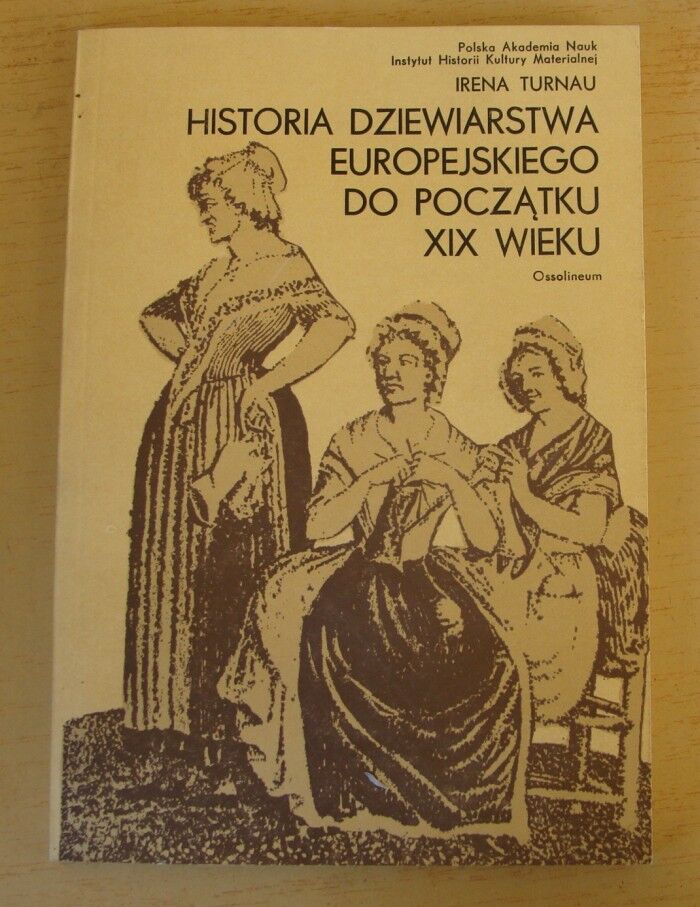 Polska Akademia Nauk
Instytut Historii Kultury Materialnej
IRENA TURNAU
HISTORIA DZIEWIARSTWA
EUROPEJSKIEGO
DO POCZĄTKU
XIX WIEKU
Ossolineum